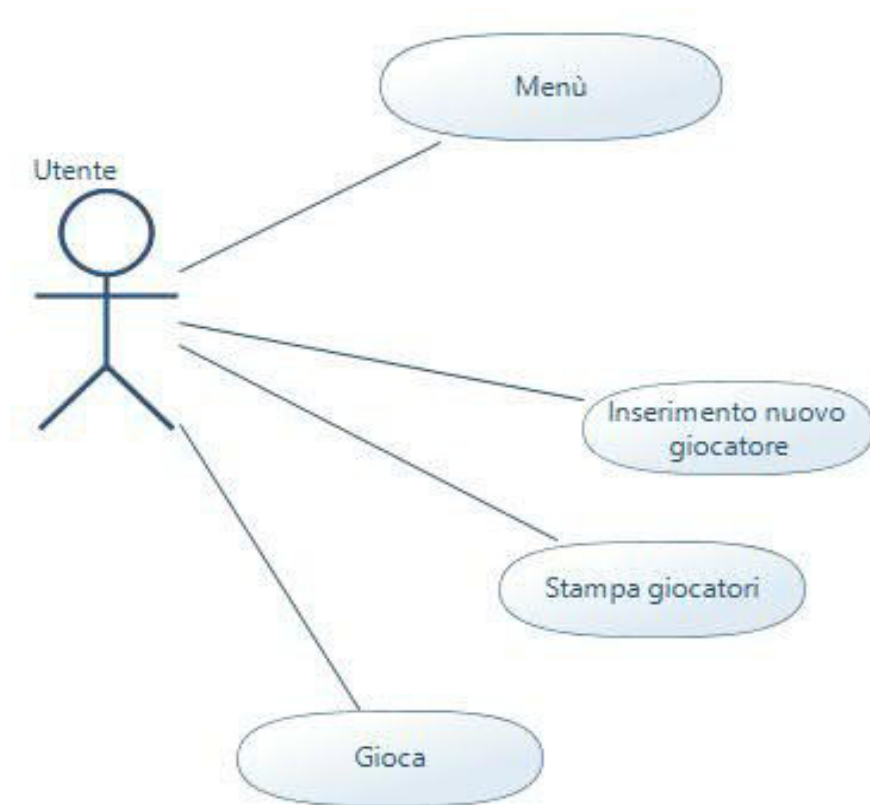 Menù
Utente
Inserimento nuovo
giocatore
Stampa giocatori
Gioca